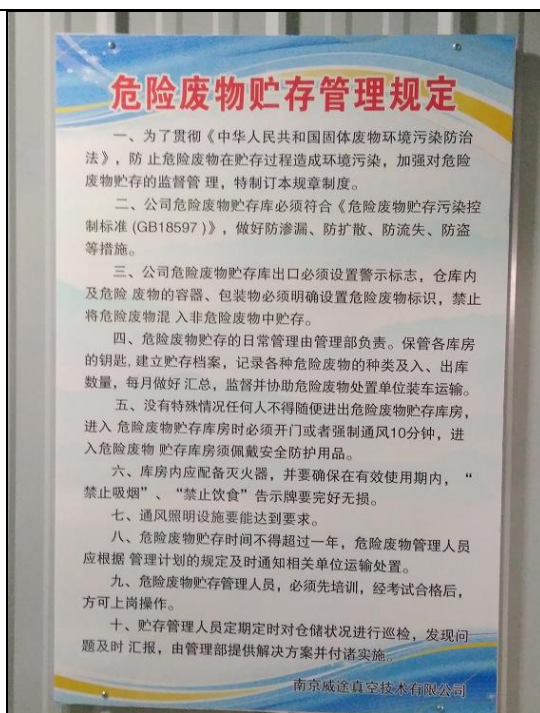 危险废物贮存管理规定
一、为了贯彻《中华人民共和国固体废物环境污染防治
法》，防 止危险废物在贮存过程造成环境污染，加强对危险
废物贮存的监督管 理，特制订本规章制度。
二、公司危险废物贮存库必须符合《危险废物贮存污染控
制标准 (GB18597 )》，做好防渗漏、防扩散、防流失、防盗
等措施。
三、公司危险废物贮存库出口必须设置警示标志，仓库内
及危险 废物的容器、包装物必须明确设置危险废物标识，禁止
将危险废物混 入非危险废物中贮存。
四、危险废物贮存的日常管理由管理部负责。保管各库房
的钥匙, 建立贮存档案，记录各种危险废物的种类及入、出库
数量，每月做好 汇总，监督并协助危险废物处置单位装车运输。
五、没有特殊情况任何人不得随便进出危险废物贮存库房，
进入 危险废物贮存库房时必须开门或者强制通风10分钟，进
入危险废物 贮存库房须佩戴安全防护用品。
六、库房内应配备灭火器，并要确保在有效使用期内，“
禁止吸烟”、“禁止饮食”告示牌要完好无损。
七、通风照明设施要能达到要求。
八、危险废物贮存时间不得超过一年，危险废物管理人员
应根据 管理计划的规定及时通知相关单位运输处置。
九、危险废物贮存管理人员，必须先培训，经考试合格后，
方可上岗操作。
十、贮存管理人员定期定时对仓储状况进行巡检，发现问
题及时 汇报，由管理部提供解决方案并付诸实施。
南京威途真空技术有限公司